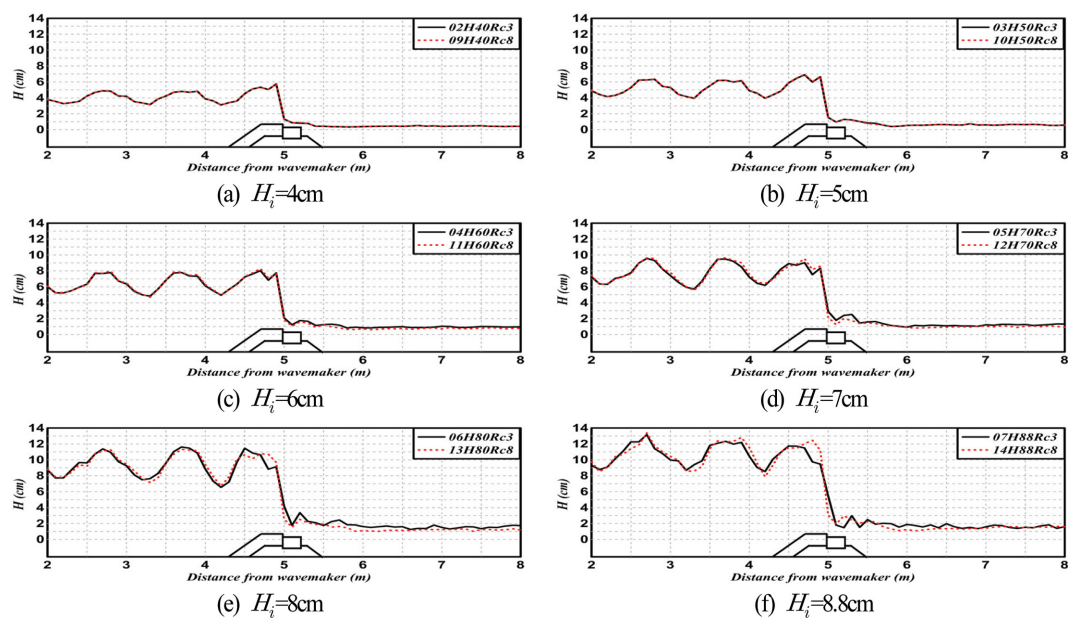 14
12
10
8
6
4
2
0
H (cm)
02H40Rc3
09H40Rc8
2 3 4 5 6 7 8
Distance from wavemaker (m)
(a) Hi=4cm
14
12
10
8
6
4
2
0
H (cm)
03H50Rc3
10H50Rc8
2 3 4 5 6 7 8
Distance from wavemaker (m)
(b) Hi=5cm
14
12
10
8
6
4
2
0
H (cm)
04H60Rc3
11H60Rc8
2 3 4 5 6 7 8
Distance from wavemaker (m)
(c) Hi=6cm
14
12
10
8
6
4
2
0
H (cm)
05H70Rc3
12H70Rc8
2 3 4 5 6 7 8
Distance from wavemaker (m)
(d) Hi=7cm
14
12
10
8
6
4
2
0
H (cm)
06H80Rc3
13H80Rc8
2 3 4 5 6 7 8
Distance from wavemaker (m)
(e) Hi=8cm
14
12
10
8
6
4
2
0
H (cm)
07H88Rc3
14H88Rc8
2 3 4 5 6 7 8
Distance from wavemaker (m)
(f) Hi=8.8cm